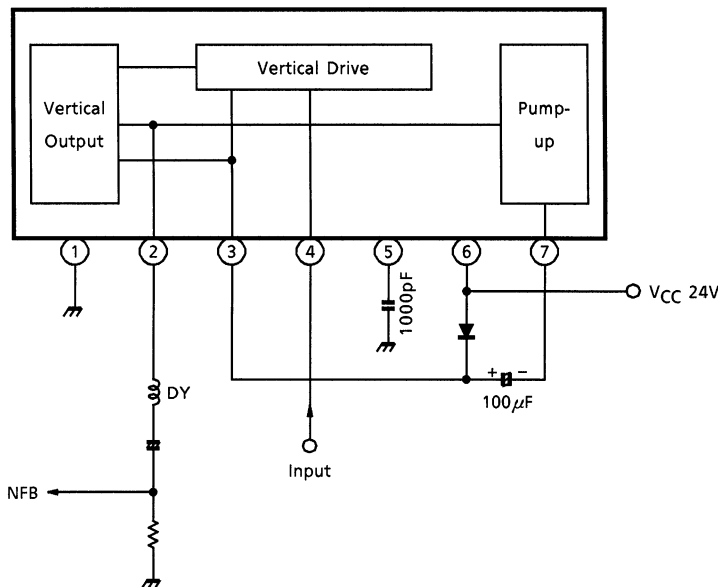 Vertical Drive
Vertical
Output
Pump-
up
1
2
3
4
5
6
7
1000pF
VCC 24V
DY
+ −
100μF
Input
NFB